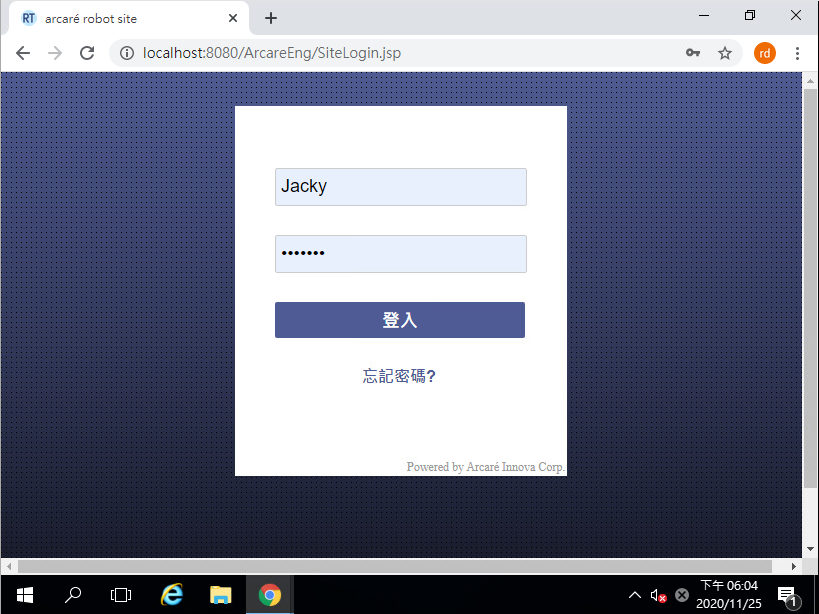 RT arcaré robot site
localhost:8080/ArcareEng/SiteLogin.jsp
rd
Jacky
•••••••
登入
忘記密碼?
Powered by Arcaré Innova Corp.
下午 06:04
2020/11/25
1